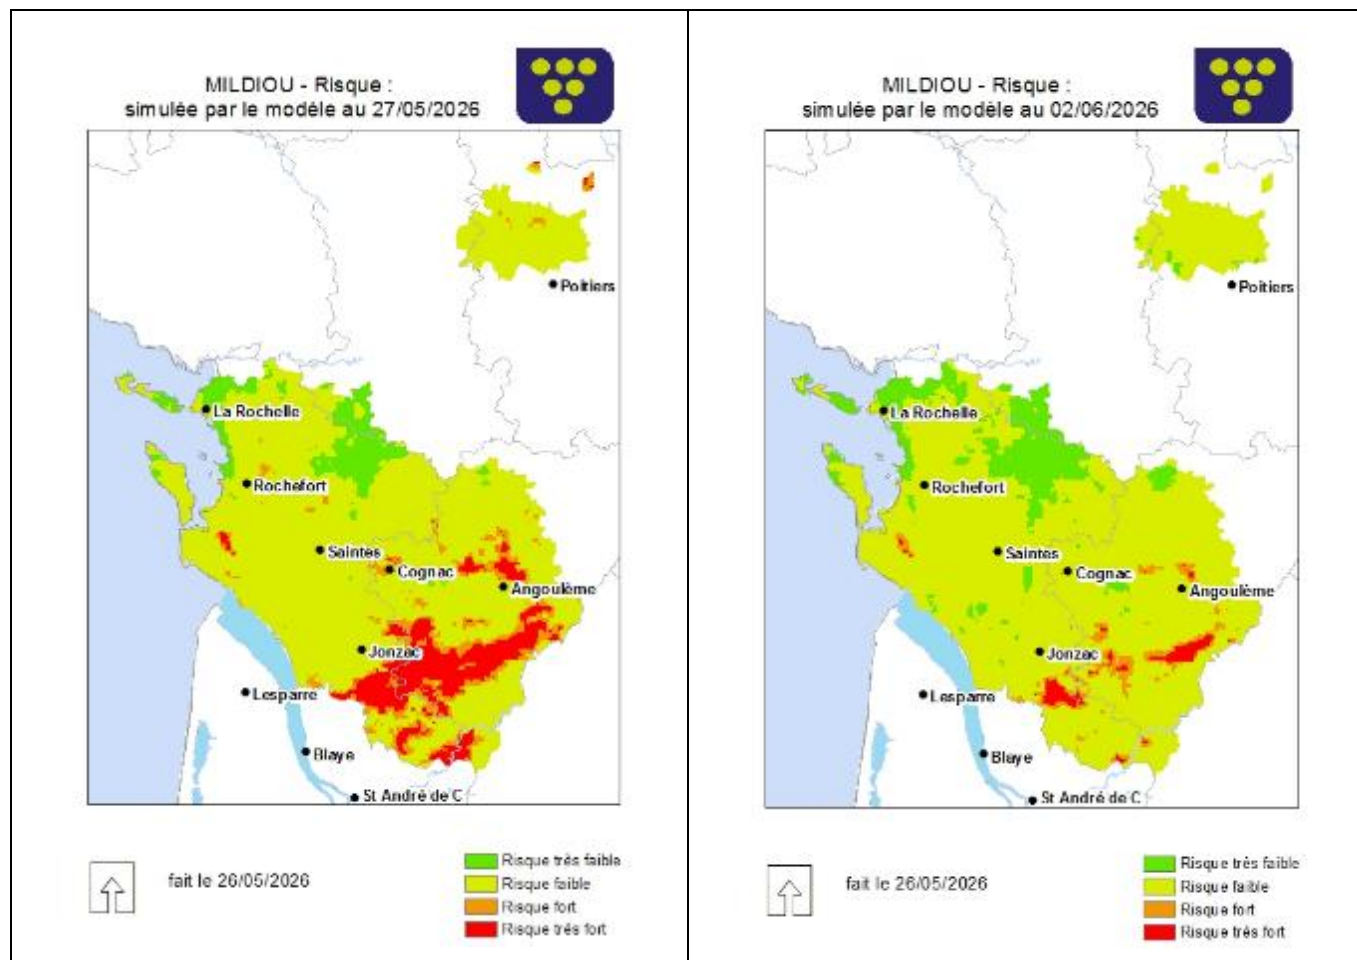 MILDIOU - Risque :
simulée par le modèle au 27/05/2026
Poitiers
La Rochelle
Rochefort
Saintes
Cognac
Angoulème
Jonzac
Lesparre
Blaye
St André de C
fait le 26/05/2026
Risque très faible
Risque faible
Risque fort
Risque très fort
MILDIOU - Risque :
simulée par le modèle au 02/06/2026
Poitiers
La Rochelle
Rochefort
Saintes
Cognac
Angoulème
Jonzac
Lesparre
Blaye
St André de C
fait le 26/05/2026
Risque très faible
Risque faible
Risque fort
Risque très fort